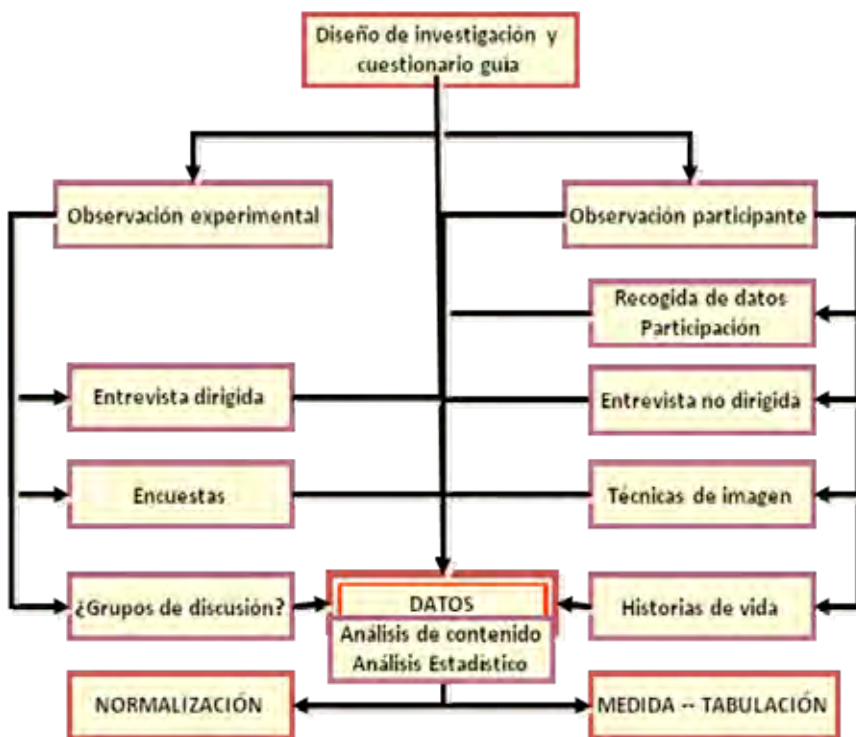 Diseño de investigación y
cuestionario guía
Observación experimental
Observación participante
Recogida de datos
Participación
Entrevista dirigida
Entrevista no dirigida
Encuestas
Técnicas de imagen
¿Grupos de discusión?
DATOS
Historias de vida
Análisis de contenido
Análisis Estadístico
NORMALIZACIÓN
MEDIDA -- TABULACIÓN